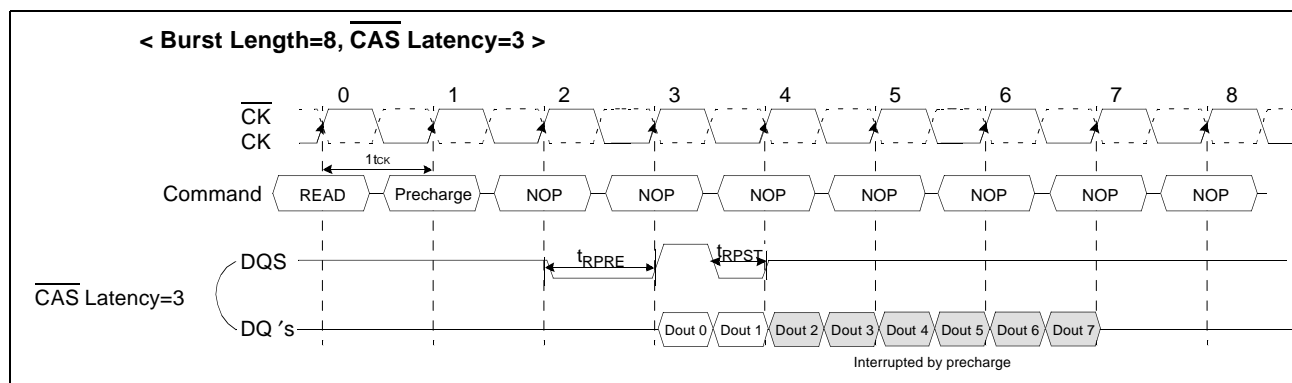 < Burst Length=8, CAS Latency=3 >
0 1 2 3 4 5 6 7 8
CK
CK
1tCK
Command READ Precharge NOP NOP NOP NOP NOP NOP NOP
DQS tRPRE tRPST
CAS Latency=3
DQ 's Dout 0 Dout 1 Dout 2 Dout 3 Dout 4 Dout 5 Dout 6 Dout 7
Interrupted by precharge